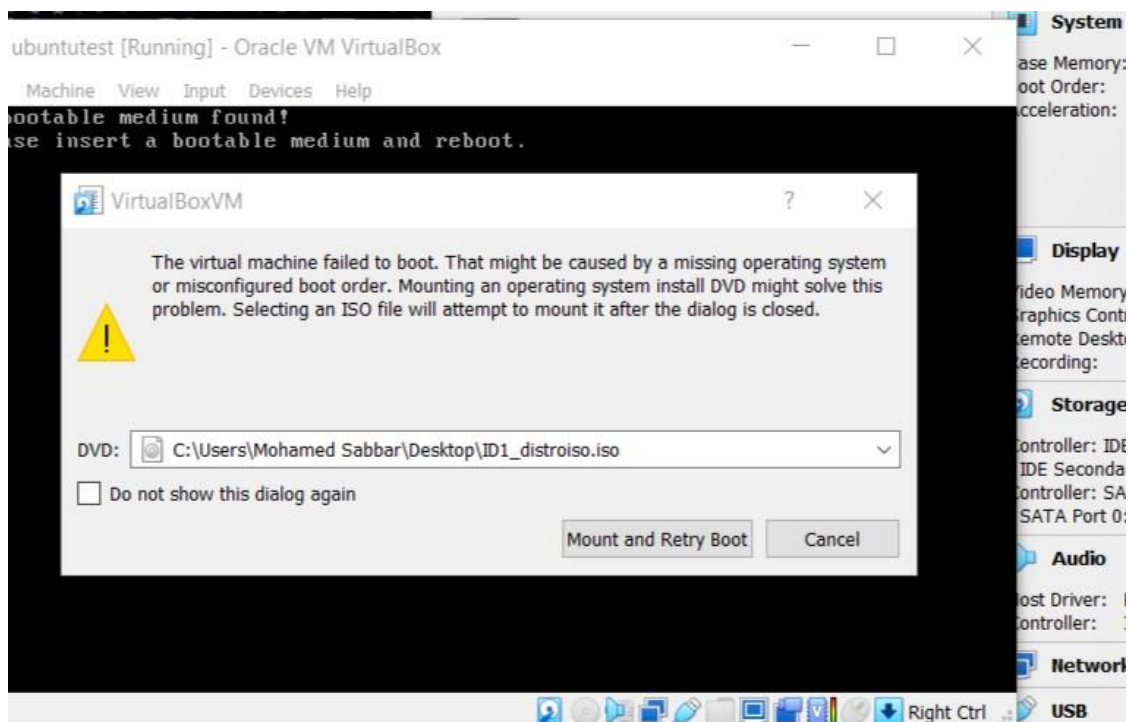 ubuntutest [Running] - Oracle VM VirtualBox
Machine View Input Devices Help
bootable medium found!
ase insert a bootable medium and reboot.
VirtualBoxVM
?
The virtual machine failed to boot. That might be caused by a missing operating system
or misconfigured boot order. Mounting an operating system install DVD might solve this
problem. Selecting an ISO file will attempt to mount it after the dialog is closed.
DVD: C:\Users\Mohamed Sabbar\Desktop\ID1_distroiso.iso
Do not show this dialog again
Mount and Retry Boot
Cancel
Right Ctrl
System
ase Memory:
oot Order:
cceleration:
Display
ideo Memory
raphics Cont
emote Deskt
ecording:
Storage
ontroller: IDE
IDE Seconda
ontroller: SA
SATA Port 0:
Audio
ost Driver:
ontroller:
Network
USB